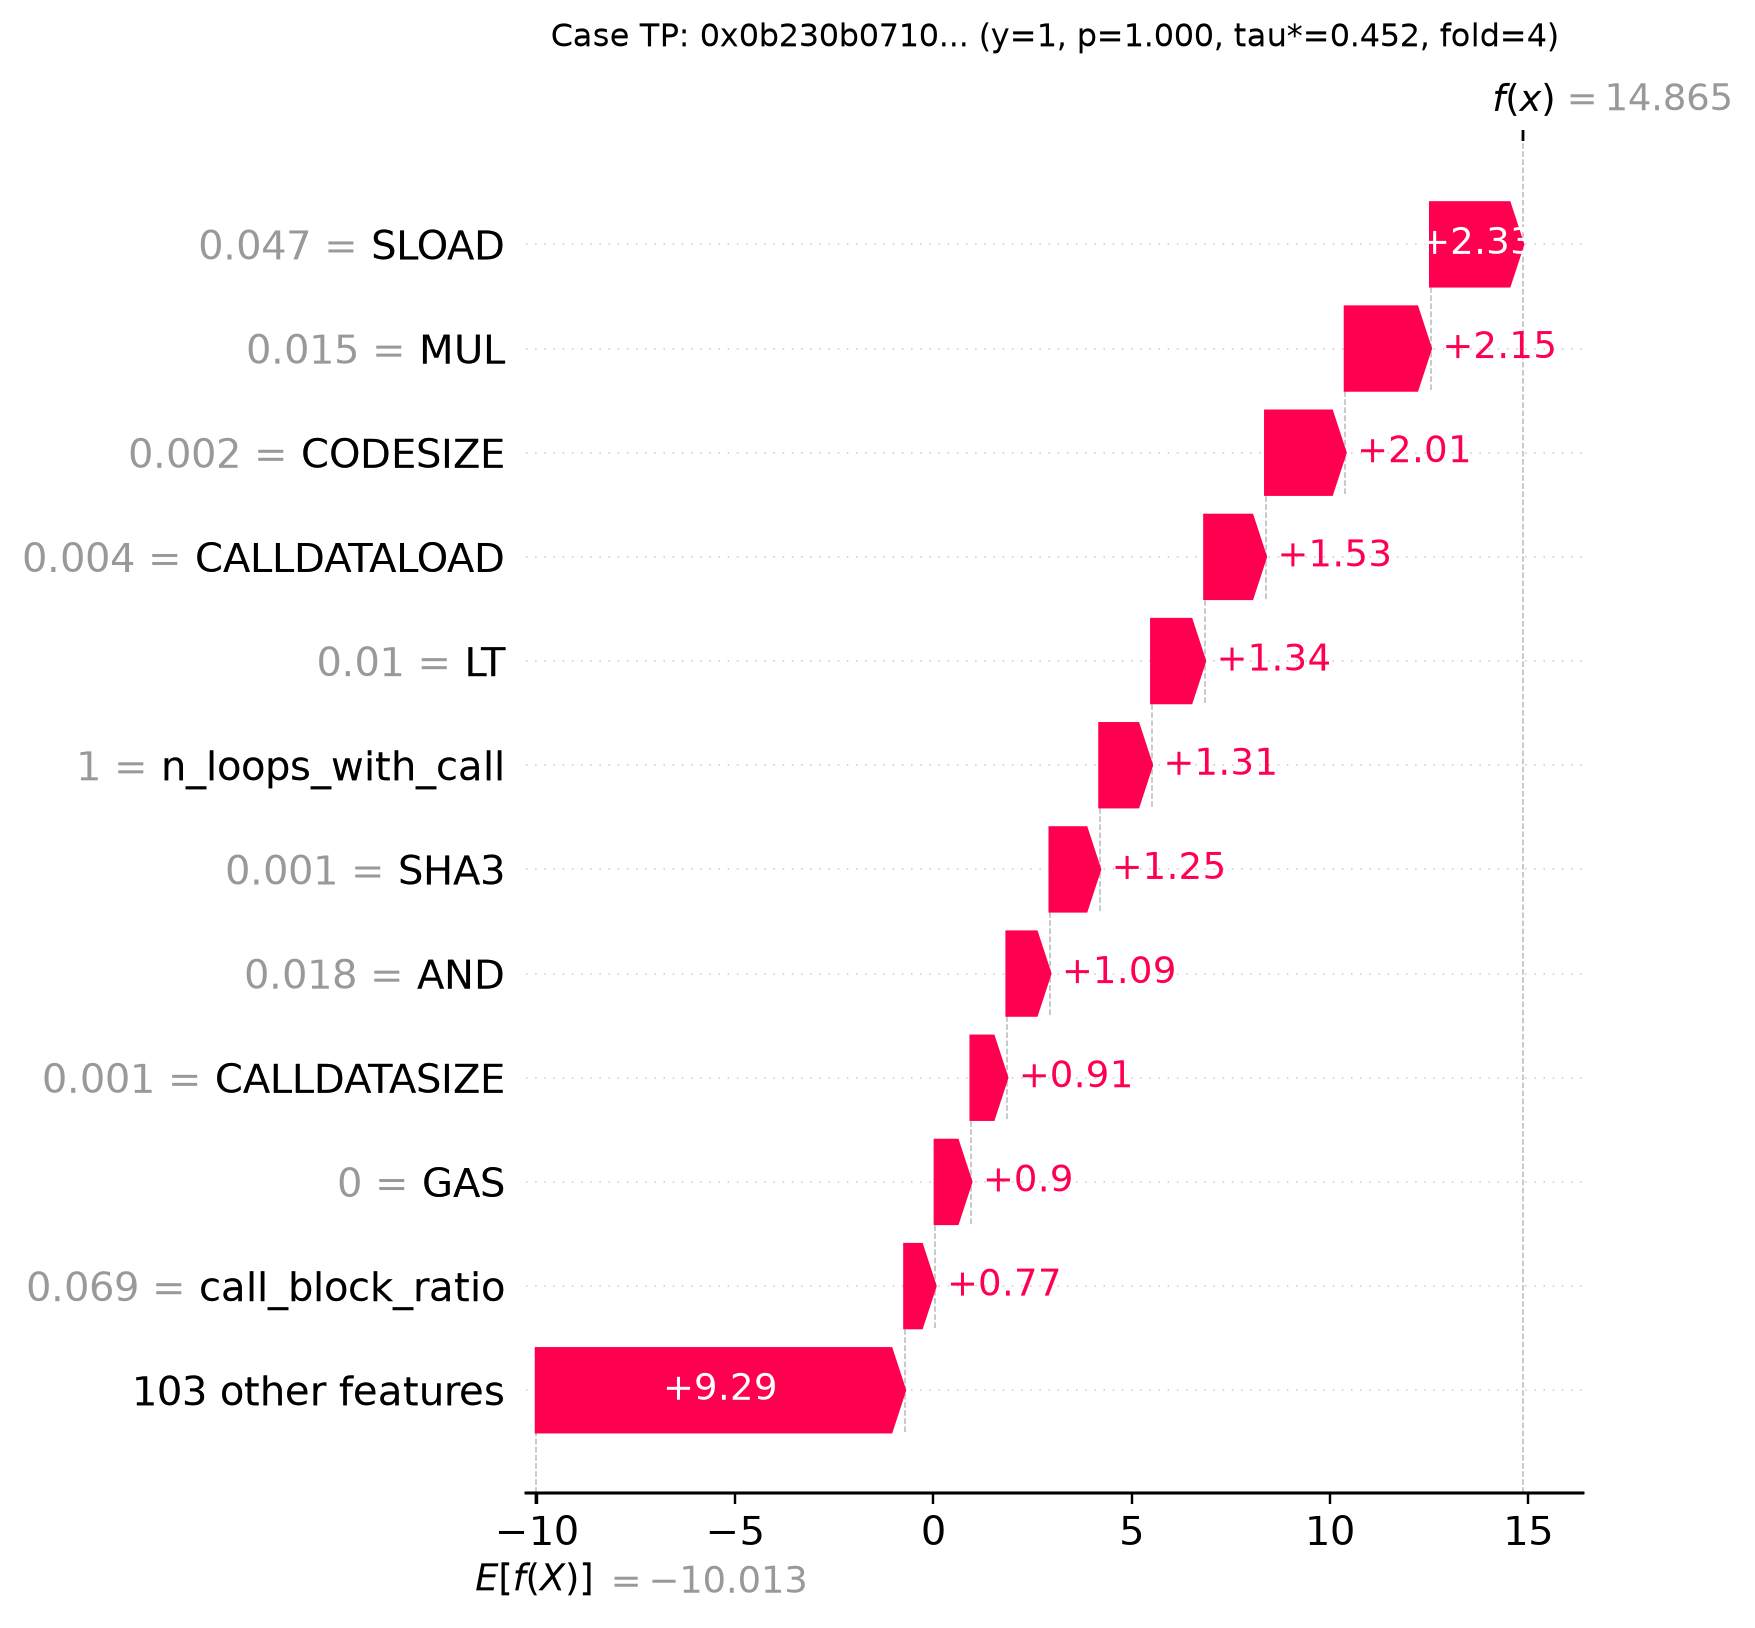 Case TP: 0x0b230b0710... (y=1, p=1.000, tau*=0.452, fold=4)
f(x) = 14.865
0.047 = SLOAD +2.33
0.015 = MUL +2.15
0.002 = CODESIZE +2.01
0.004 = CALLDATALOAD +1.53
0.01 = LT +1.34
1 = n_loops_with_call +1.31
0.001 = SHA3 +1.25
0.018 = AND +1.09
0.001 = CALLDATASIZE +0.91
0 = GAS +0.9
0.069 = call_block_ratio +0.77
103 other features +9.29
−10 −5 0 5 10 15
E[f(X)] = −10.013